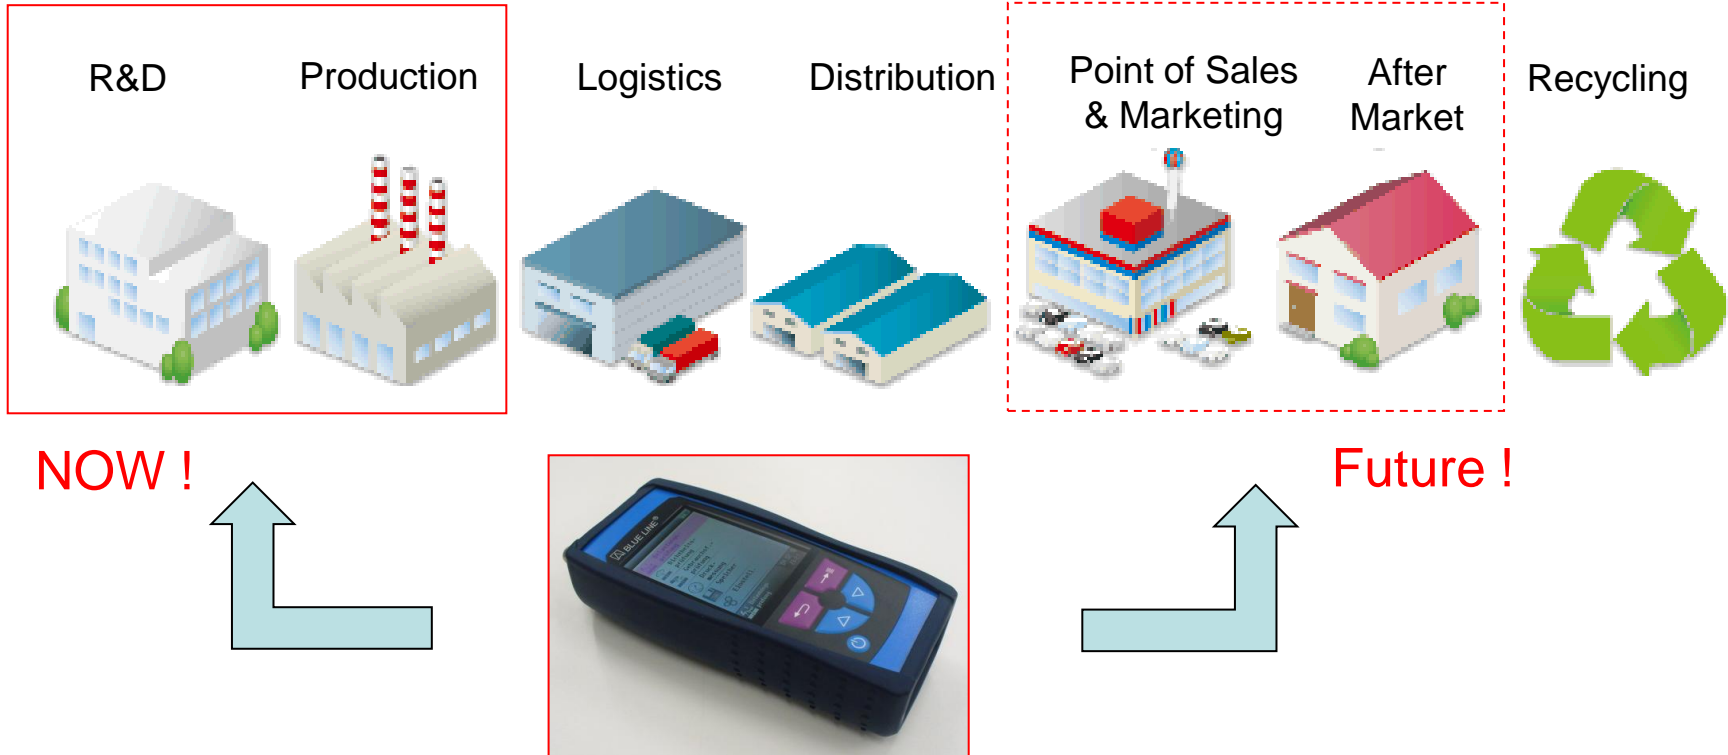 R&D
Production
Logistics
Distribution
Point of Sales
& Marketing
After
Market
Recycling
NOW !
Future !
BLUE LINE®